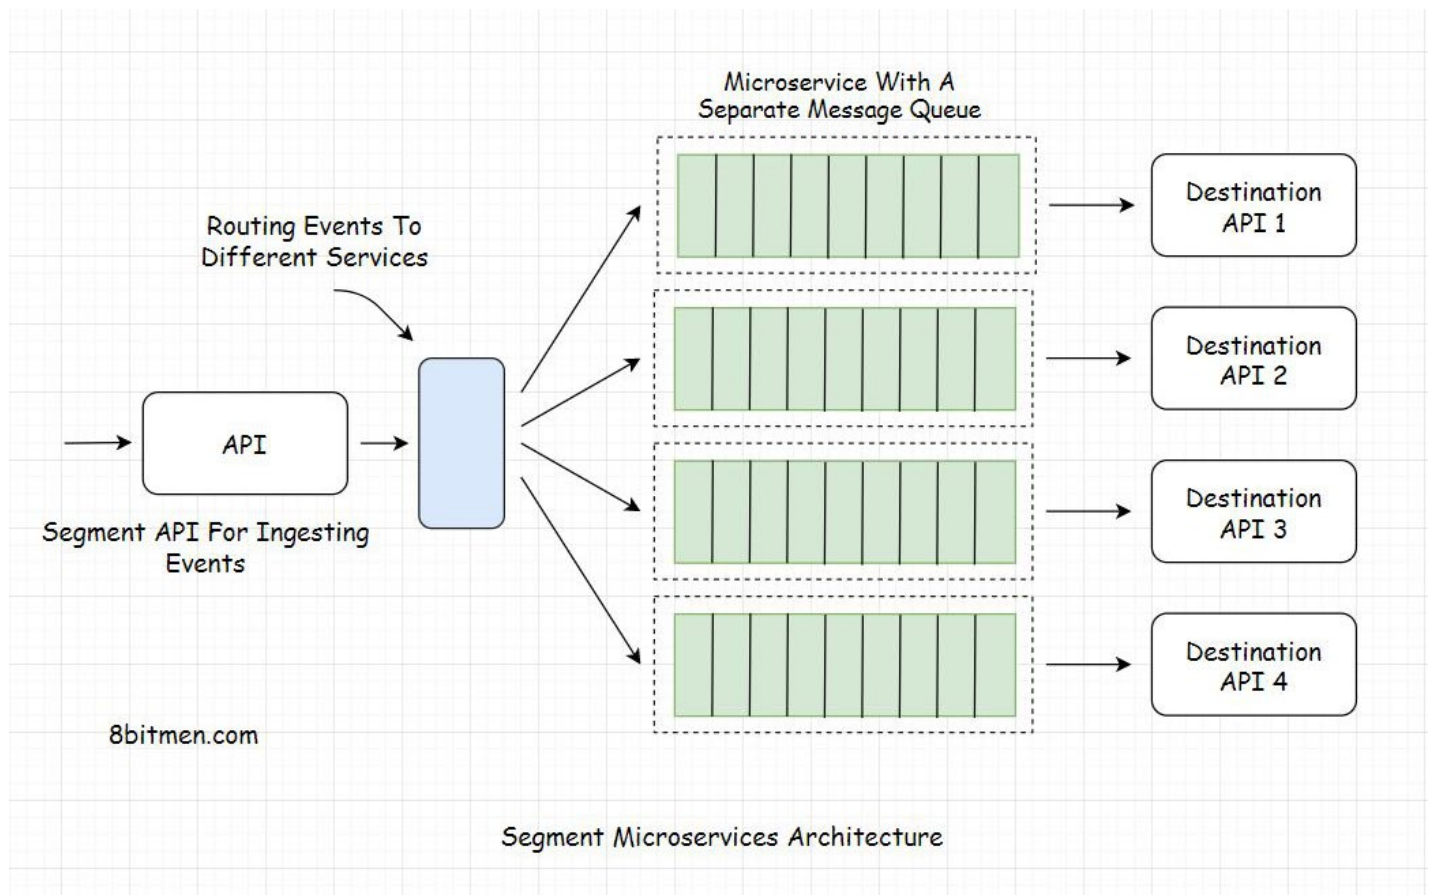 Microservice With A
Separate Message Queue
Destination
API 1
Routing Events To
Different Services
Destination
API 2
API
Segment API For Ingesting
Events
Destination
API 3
Destination
API 4
8bitmen.com
Segment Microservices Architecture